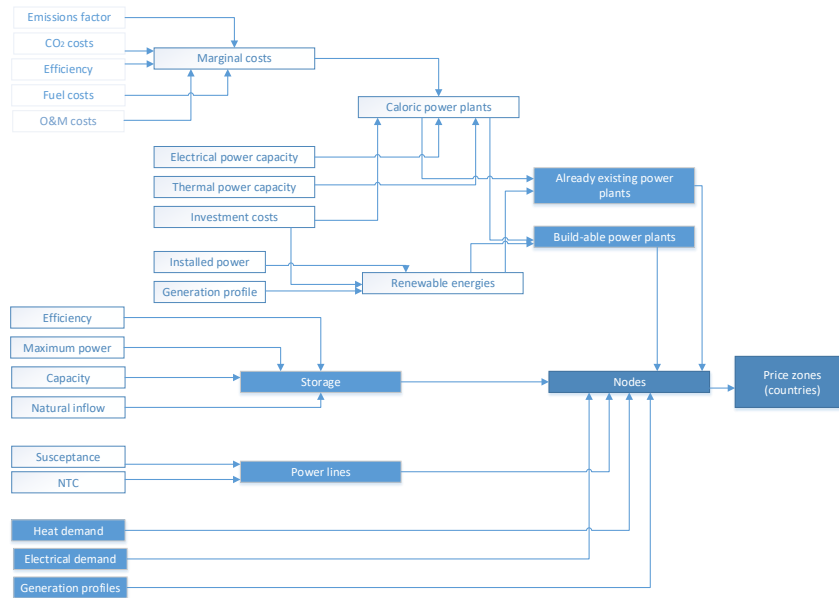 Emissions factor
CO₂ costs
Efficiency
Fuel costs
O&M costs
Marginal costs
Caloric power plants
Electrical power capacity
Thermal power capacity
Investment costs
Installed power
Generation profile
Renewable energies
Already existing power
plants
Build-able power plants
Efficiency
Maximum power
Capacity
Natural inflow
Storage
Nodes
Price zones
(countries)
Susceptance
NTC
Power lines
Heat demand
Electrical demand
Generation profiles